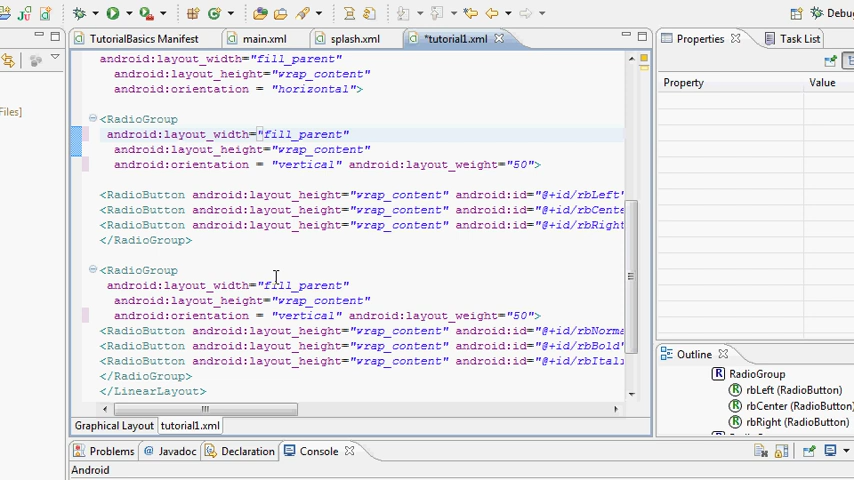 Debug
TutorialBasics Manifest
main.xml
splash.xml
*tutorial1.xml
android:layout_width="fill_parent"
android:layout_height="wrap_content"
android:orientation = "horizontal">
<RadioGroup
android:layout_width="fill_parent"
android:layout_height="wrap_content"
android:orientation = "vertical" android:layout_weight="50">
<RadioButton android:layout_height="wrap_content" android:id="@+id/rbLeft"
<RadioButton android:layout_height="wrap_content" android:id="@+id/rbCente
<RadioButton android:layout_height="wrap_content" android:id="@+id/rbRight
</RadioGroup>
<RadioGroup
android:layout_width="fill_parent"
android:layout_height="wrap_content"
android:orientation = "vertical" android:layout_weight="50">
<RadioButton android:layout_height="wrap_content" android:id="@+id/rbNorma
<RadioButton android:layout_height="wrap_content" android:id="@+id/rbBold"
<RadioButton android:layout_height="wrap_content" android:id="@+id/rbItali
</RadioGroup>
</LinearLayout>
Graphical Layout
tutorial1.xml
Files]
Properties
Task List
Property
Value
Outline
RadioGroup
rbLeft (RadioButton)
rbCenter (RadioButton)
rbRight (RadioButton)
Problems
Javadoc
Declaration
Console
Android